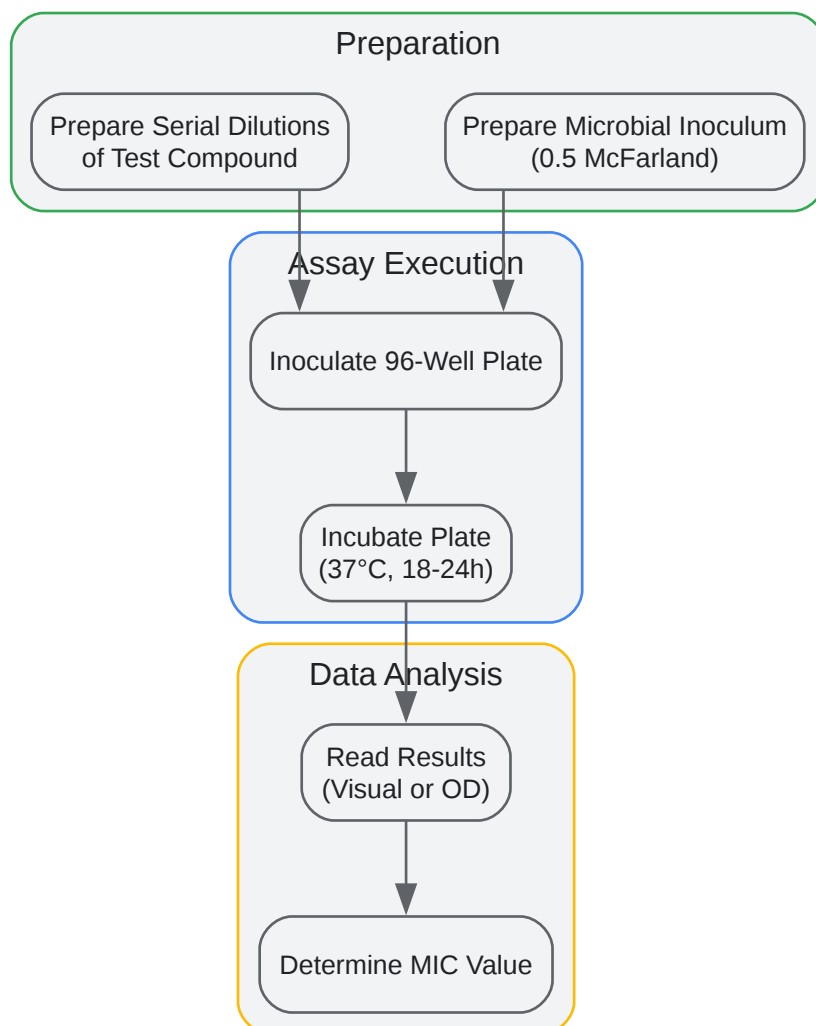 Preparation
Prepare Serial Dilutions
of Test Compound
Prepare Microbial Inoculum
(0.5 McFarland)
Assay Execution
Inoculate 96-Well Plate
Incubate Plate
(37°C, 18-24h)
Data Analysis
Read Results
(Visual or OD)
Determine MIC Value